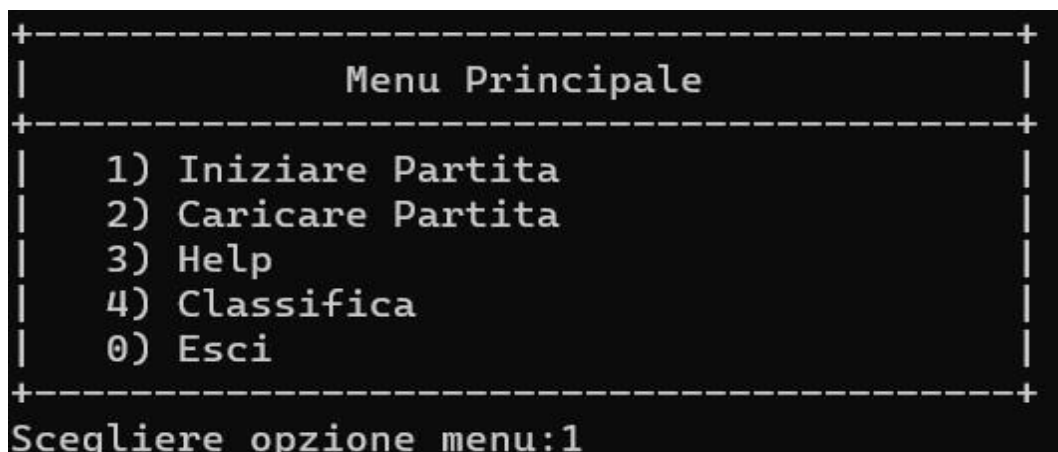 Menu Principale
1) Iniziare Partita
2) Caricare Partita
3) Help
4) Classifica
0) Esci
Scegliere opzione menu:1